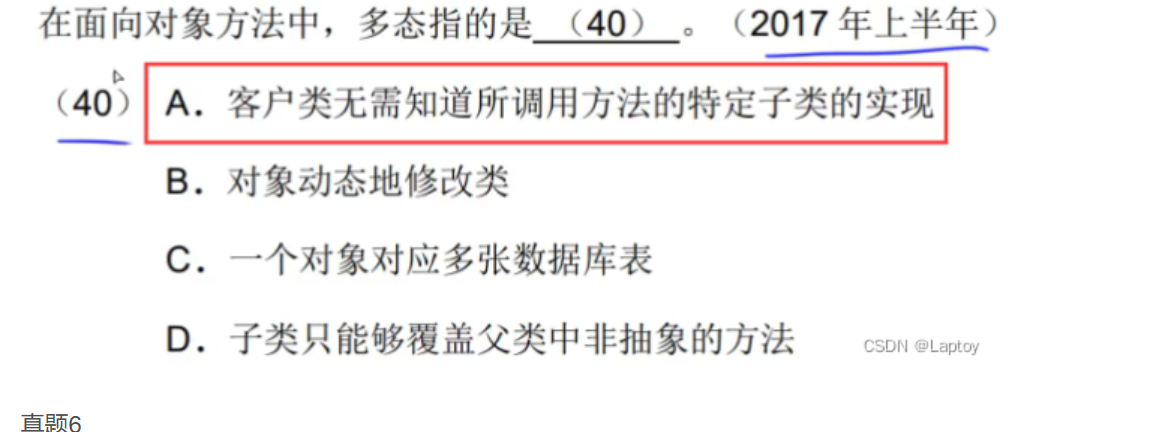 在面向对象方法中，多态指的是 （40） 。（2017 年上半年）
（40） A．客户类无需知道所调用方法的特定子类的实现
B．对象动态地修改类
C．一个对象对应多张数据库表
D．子类只能够覆盖父类中非抽象的方法
CSDN @Laptoy
真题6